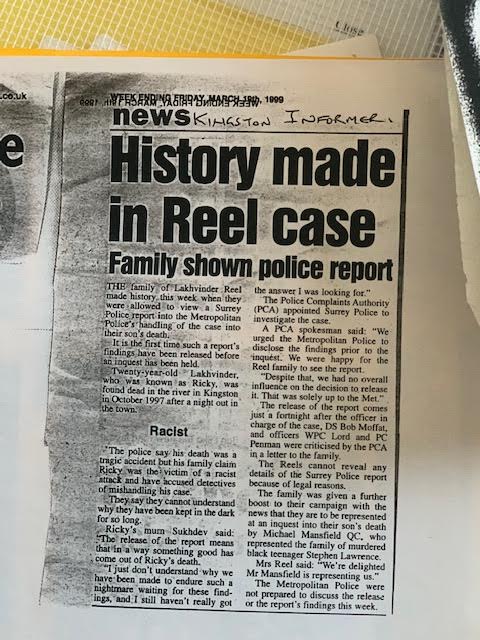 Close
.co.uk
e
WEEK ENDING FRIDAY, MARCH 19th, 1999
news KINGSTON INFORMER.
History made
in Reel case
Family shown police report
THE family of Lakhvinder Reel
made history this week when they
were allowed to view a Surrey
Police report into the Metropolitan
Police's handling of the case into
their son's death.
It is the first time such a report's
findings have been released before
an inquest has been held.
Twenty-year-old Lakhvinder,
who was known as Ricky, was
found dead in the river in Kingston
in October 1997 after a night out in
the town.
Racist
The police say his death was a
tragic accident but his family claim
Ricky was the victim of a racist
attack and have accused detectives
of mishandling his case.
They say they cannot understand
why they have been kept in the dark
for so long.
Ricky's mum Sukhdev said:
"The release of the report means
that in a way something good has
come out of Ricky's death.
"I just don't understand why we
have been made to endure such a
nightmare waiting for these find-
ings, and I still haven't really got
the answer I was looking for."
The Police Complaints Authority
(PCA) appointed Surrey Police to
investigate the case.
A PCA spokesman said: "We
urged the Metropolitan Police to
disclose the findings prior to the
inquest. We were happy for the
Reel family to see the report.
"Despite that, we had no overall
influence on the decision to release
it. That was solely up to the Met."
The release of the report comes
just a fortnight after the officer in
charge of the case, DS Bob Moffat,
and officers WPC Lord and PC
Penman were criticised by the PCA
in a letter to the family.
The Reels cannot reveal any
details of the Surrey Police report
because of legal reasons.
The family was given a further
boost to their campaign with the
news that they are to be represented
at an inquest into their son's death
by Michael Mansfield QC, who
represented the family of murdered
black teenager Stephen Lawrence.
Mrs Reel said: "We're delighted
Mr Mansfield is representing us."
The Metropolitan Police were
not prepared to discuss the release
or the report's findings this week.